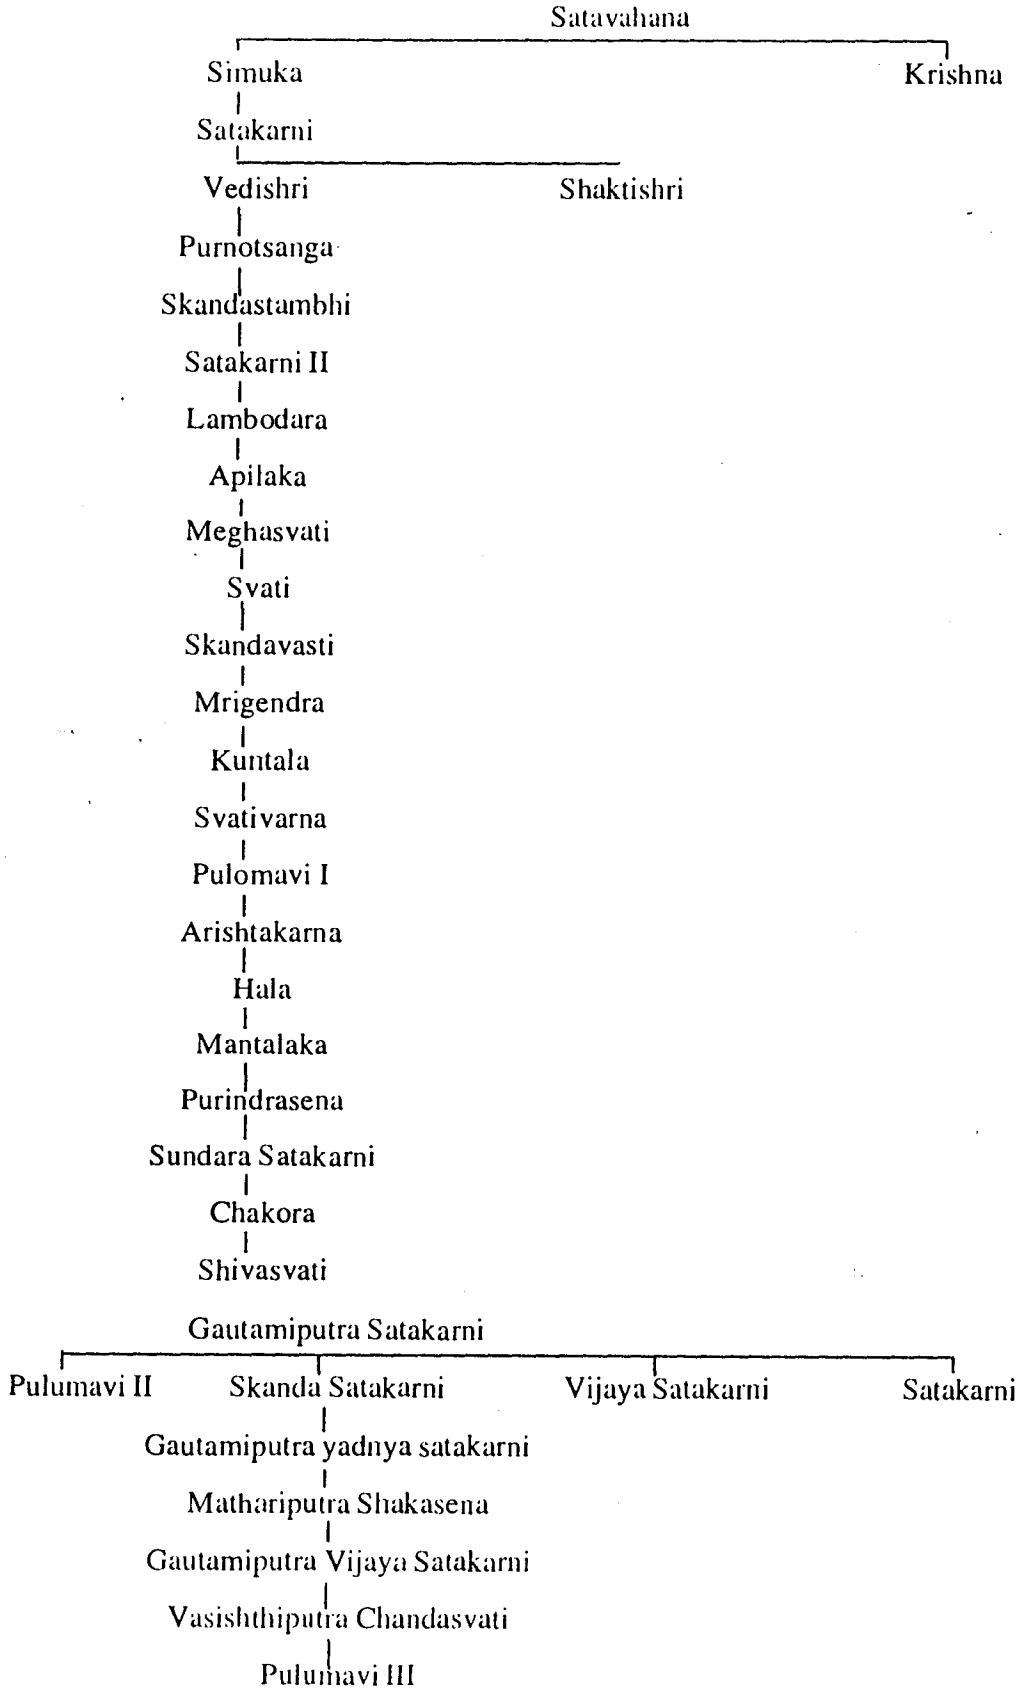 Satavahana
Simuka Krishna
Satakarni
Vedishri Shaktishri
Purnotsanga
Skandastambhi
Satakarni II
Lambodara
Apilaka
Meghasvati
Svati
Skandavasti
Mrigendra
Kuntala
Svativarna
Pulomavi I
Arishtakarna
Hala
Mantalaka
Purindrasena
Sundara Satakarni
Chakora
Shivasvati
Gautamiputra Satakarni
Pulumavi II Skanda Satakarni Vijaya Satakarni Satakarni
Gautamiputra yadnya satakarni
Mathariputra Shakasena
Gautamiputra Vijaya Satakarni
Vasishthiputra Chandasvati
Pulumavi III